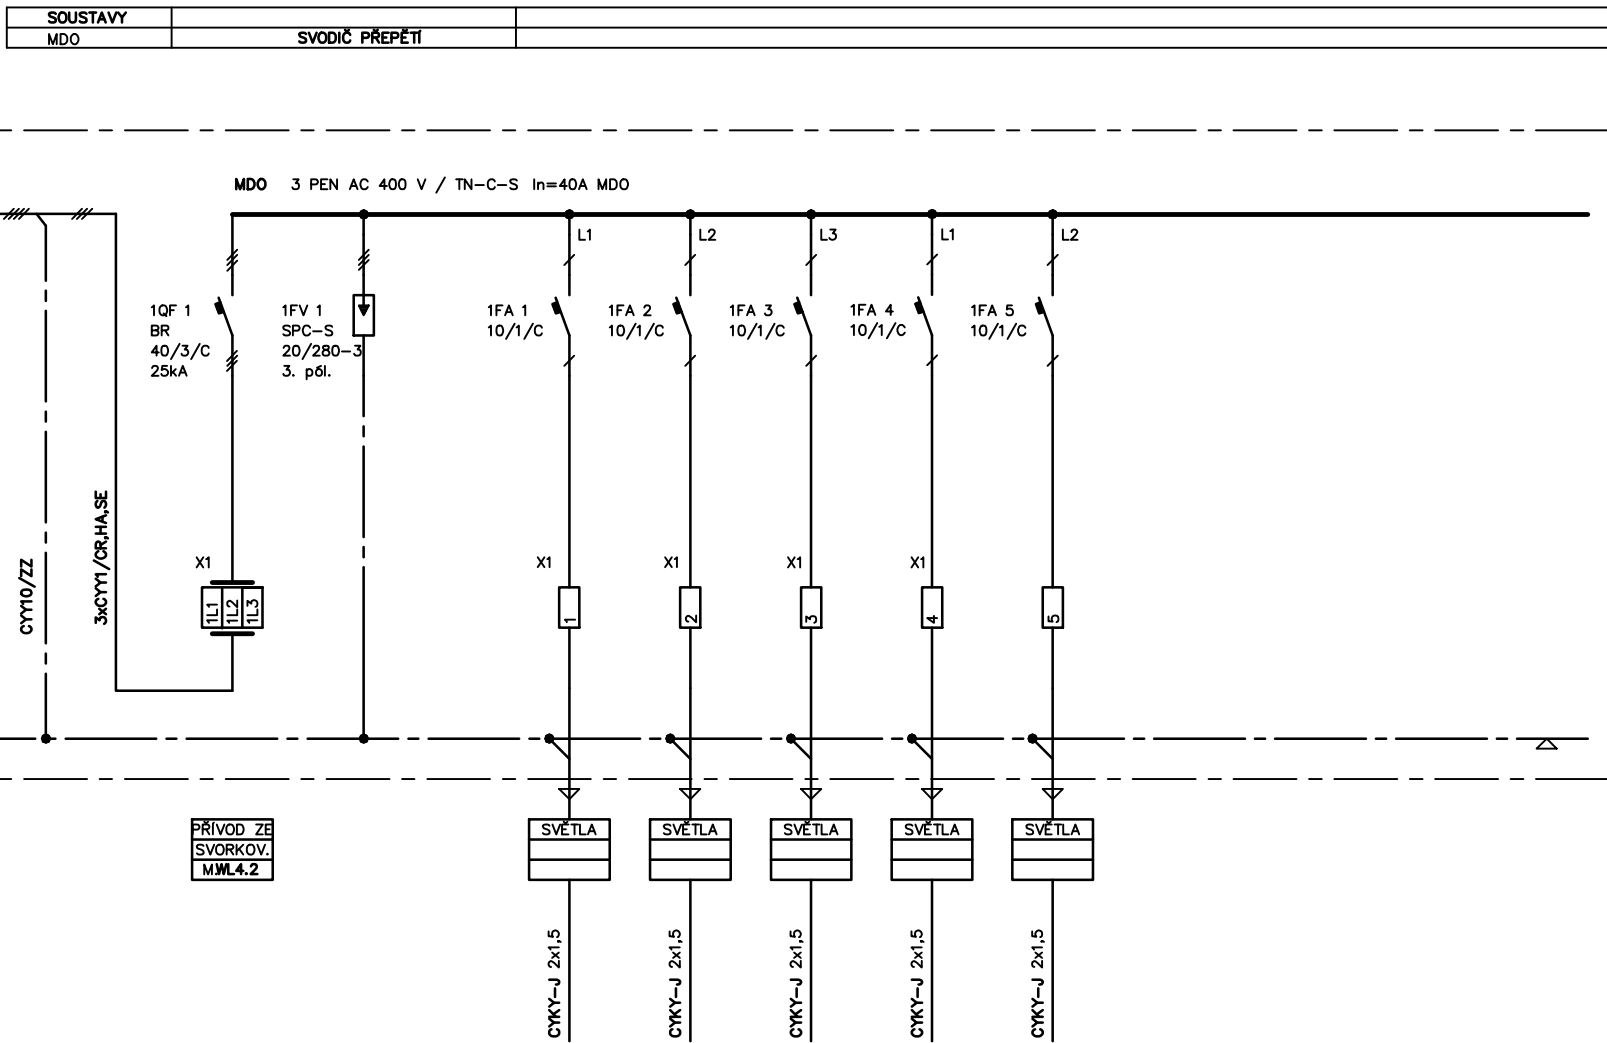 SOUSTAVY
MDO SVODIČ PŘEPĚTÍ
MDO 3 PEN AC 400 V / TN-C-S In=40A MDO
L1 L2 L3 L1 L2
1QF 1
BR
40/3/C
25kA
1FV 1
SPC-S
20/280-3
3. pól.
1FA 1
10/1/C
1FA 2
10/1/C
1FA 3
10/1/C
1FA 4
10/1/C
1FA 5
10/1/C
CYY10/ZZ
3xCYY1/CR,HA,SE
X1
1L1 1L2 1L3
X1
1
X1
2
X1
3
X1
4
5
PŘÍVOD ZE
SVORKOV.
M.WL4.2
SVĚTLA
SVĚTLA
SVĚTLA
SVĚTLA
SVĚTLA
CYKY-J 2x1,5
CYKY-J 2x1,5
CYKY-J 2x1,5
CYKY-J 2x1,5
CYKY-J 2x1,5